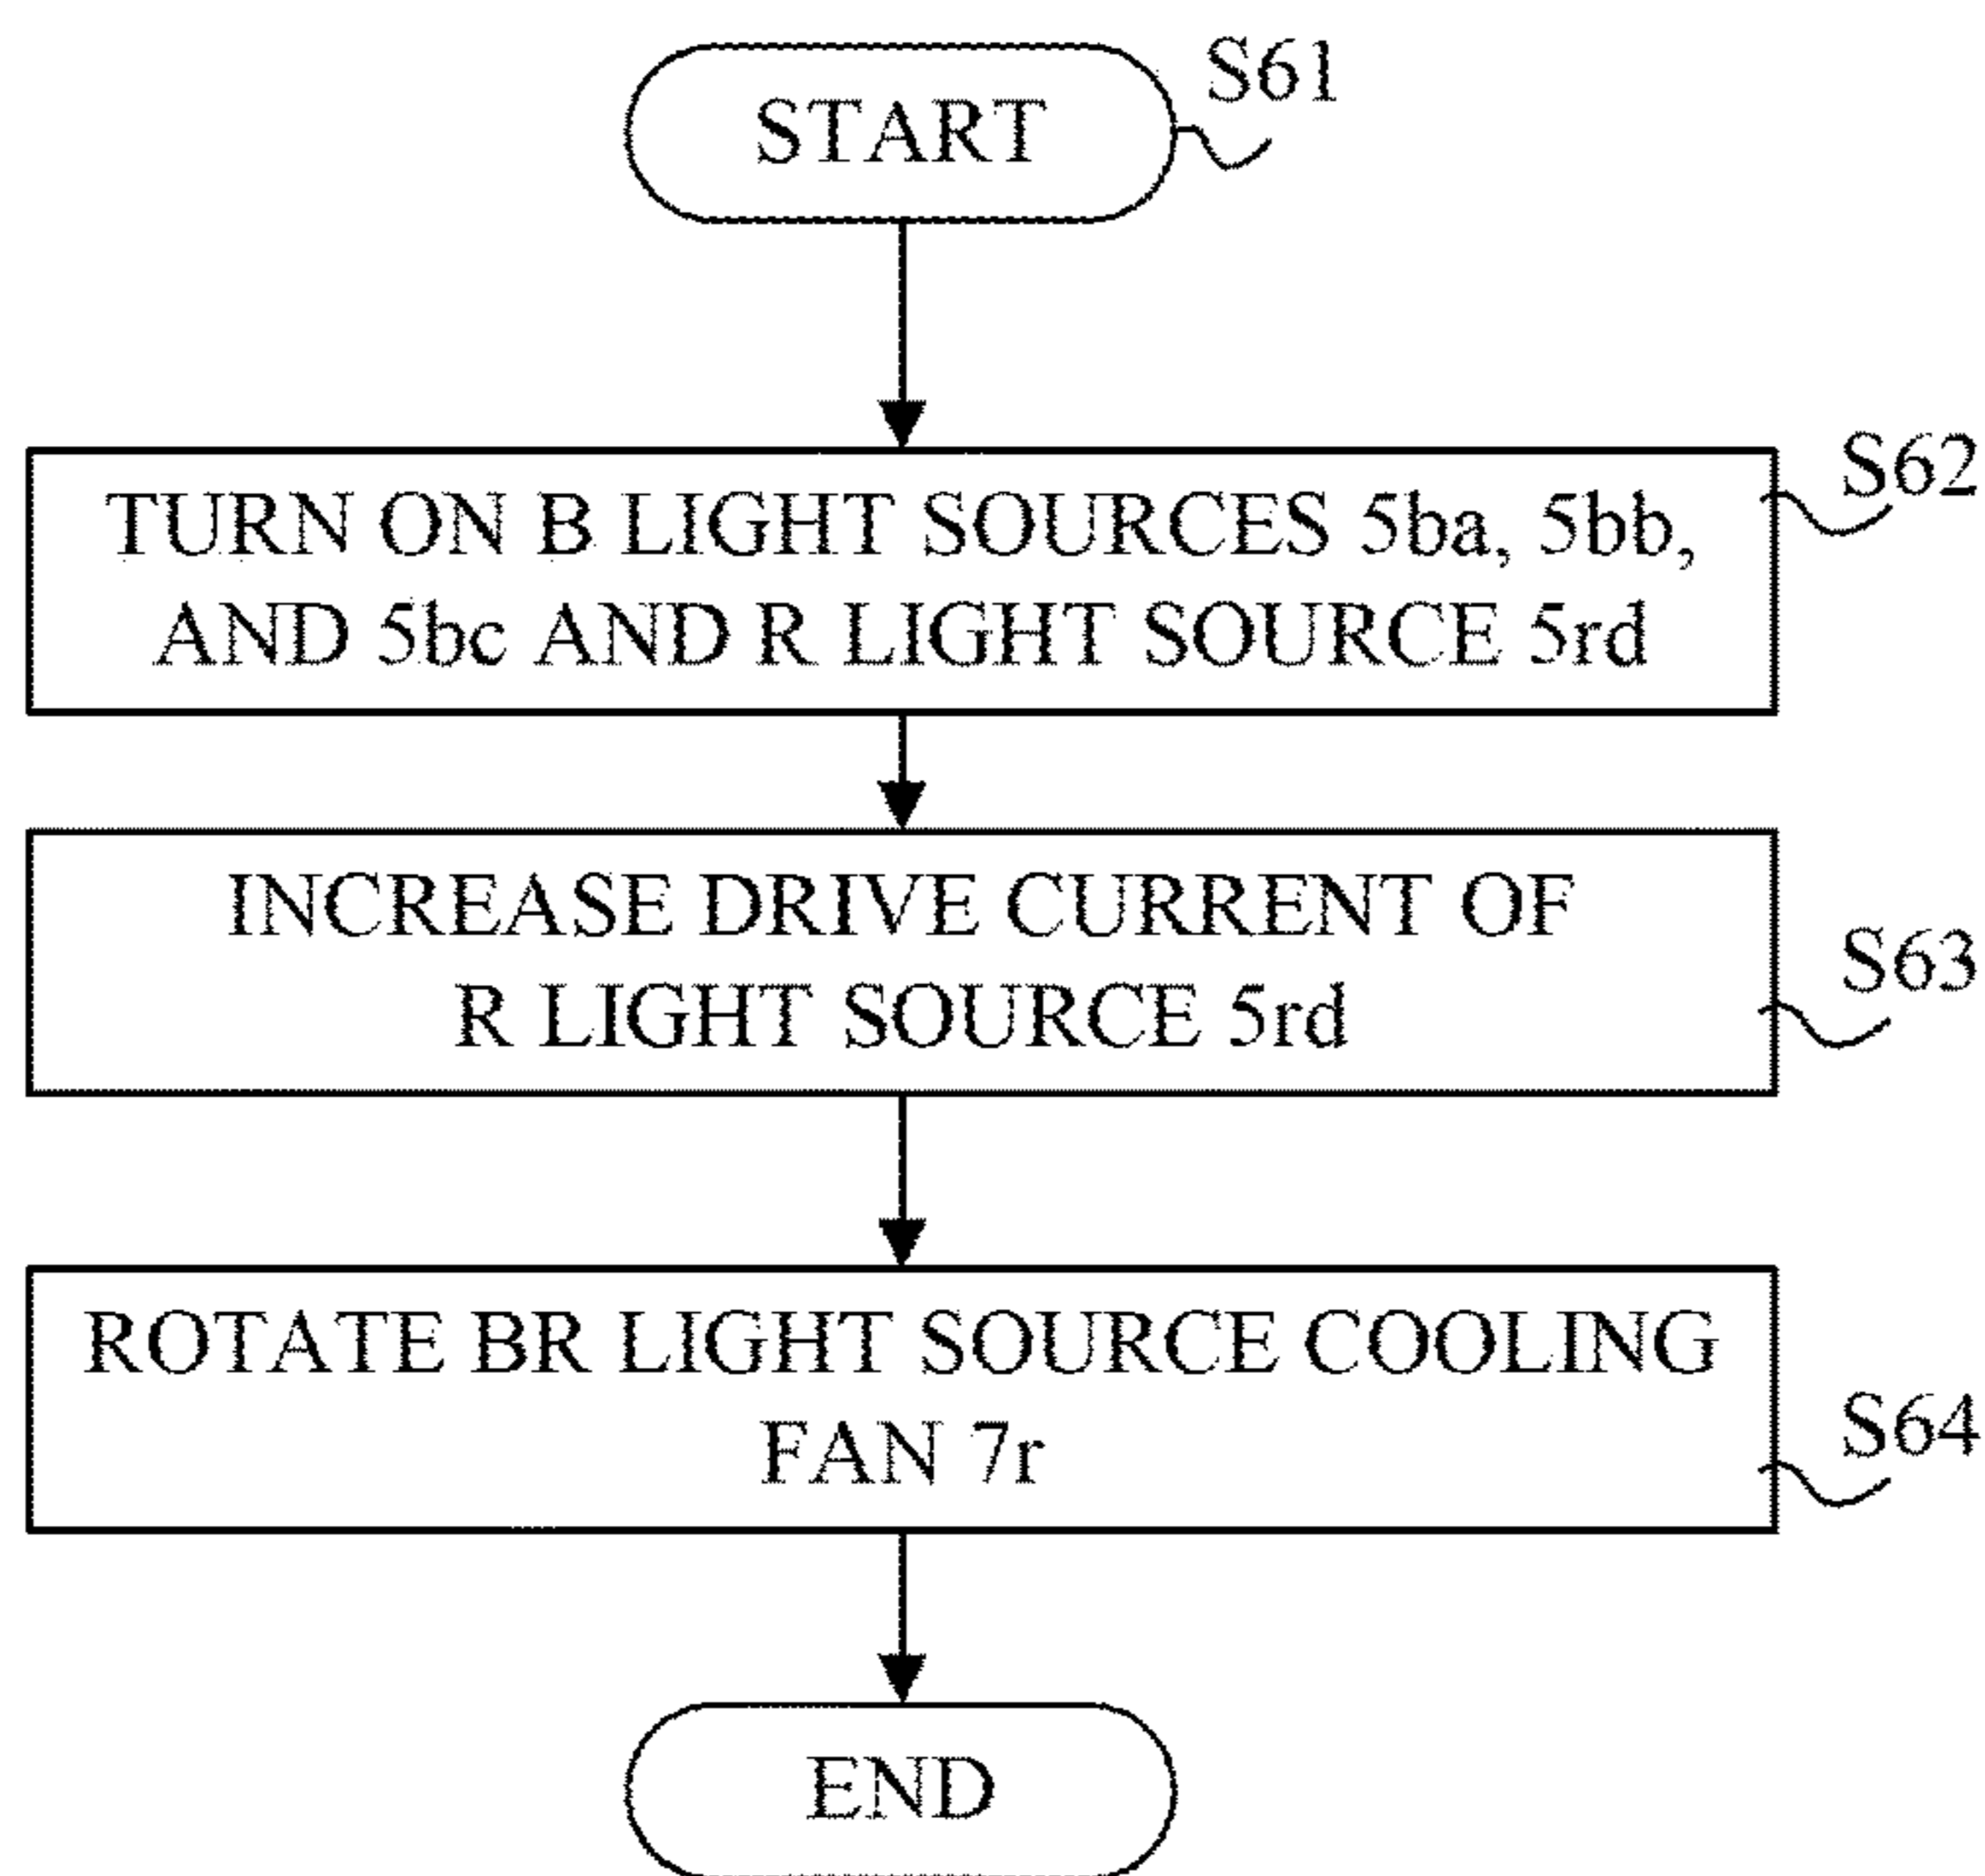 START
S61
TURN ON B LIGHT SOURCES 5ba, 5bb,
AND 5bc AND R LIGHT SOURCE 5rd
S62
INCREASE DRIVE CURRENT OF
R LIGHT SOURCE 5rd
S63
ROTATE BR LIGHT SOURCE COOLING
FAN 7r
S64
END